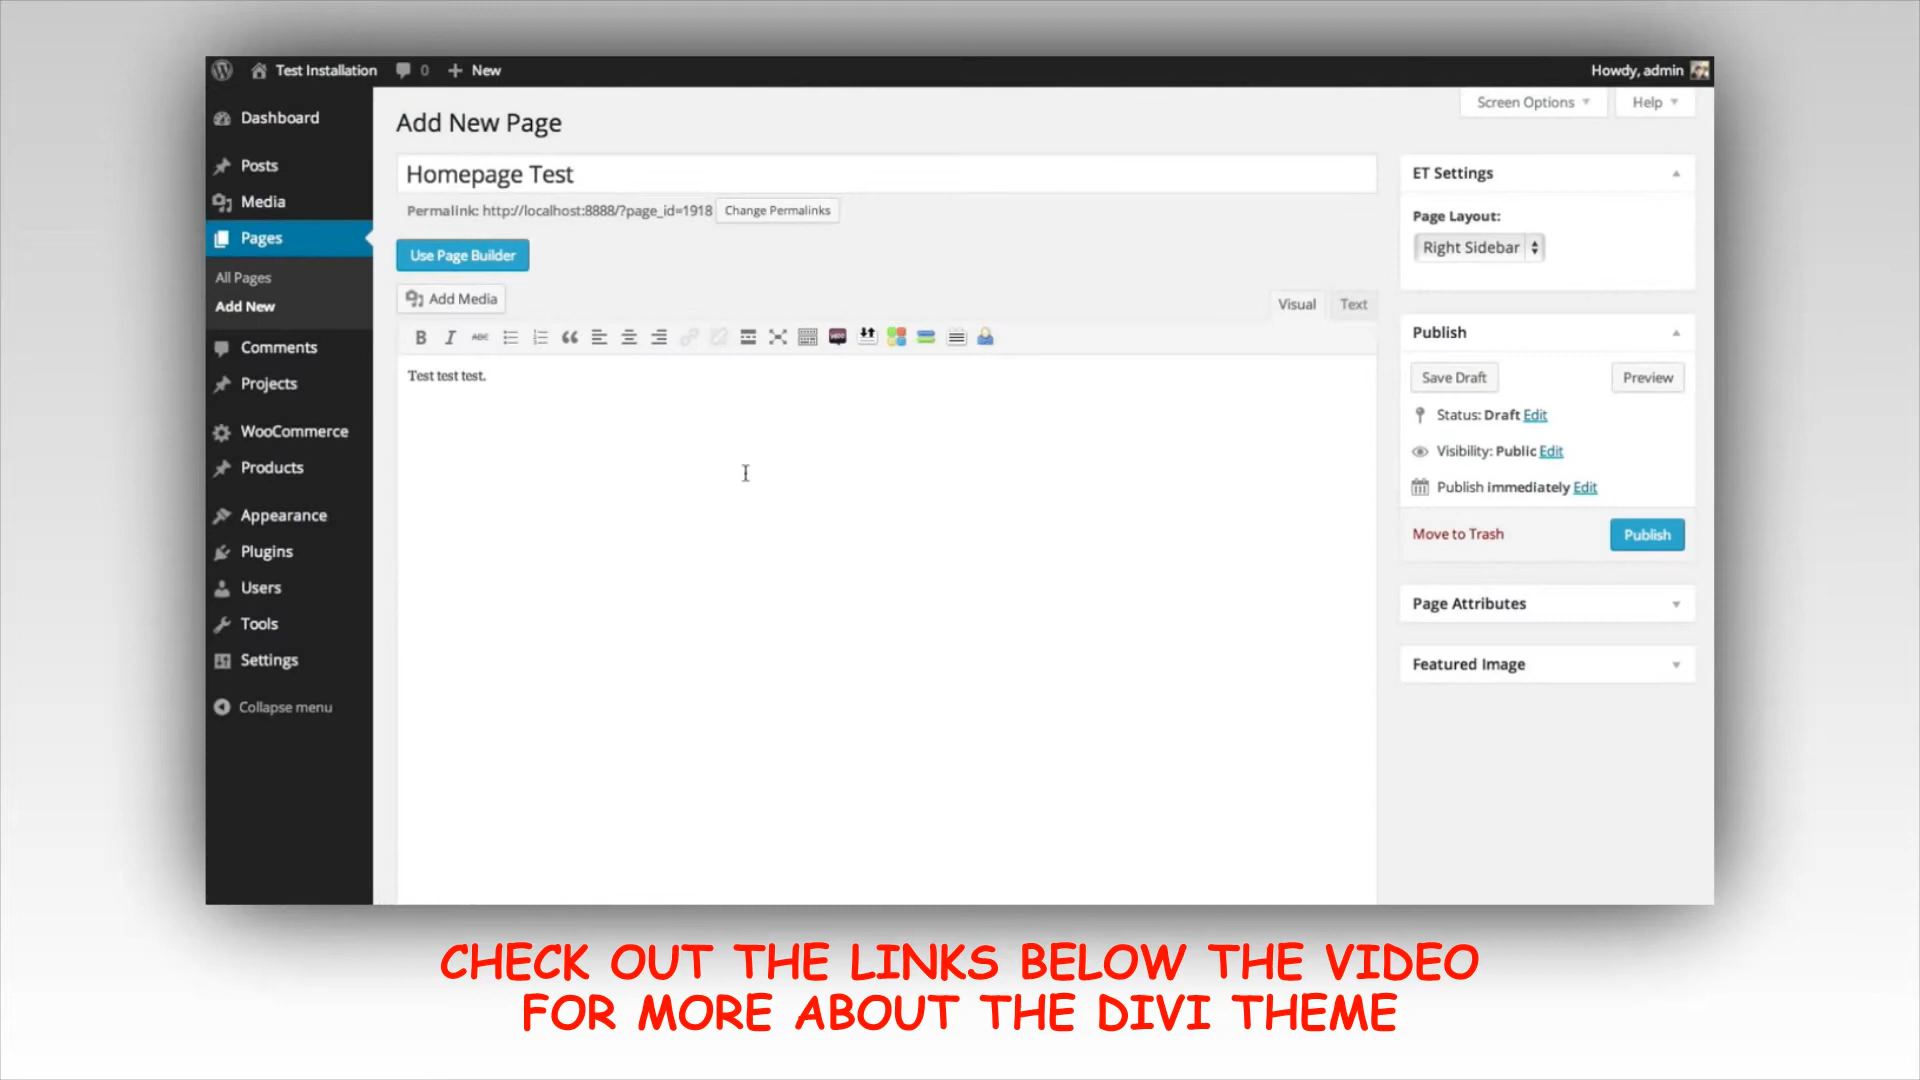 Test Installation 0 New Howdy, admin
Screen Options Help
Dashboard
Posts
Media
Pages
All Pages
Add New
Comments
Projects
WooCommerce
Products
Appearance
Plugins
Users
Tools
Settings
Collapse menu
Add New Page
Homepage Test
Permalink: http://localhost:8888/?page_id=1918 Change Permalinks
Use Page Builder
Add Media
Visual Text
B I ABC
Test test test.
ET Settings
Page Layout:
Right Sidebar
Publish
Save Draft Preview
Status: Draft Edit
Visibility: Public Edit
Publish immediately Edit
Move to Trash Publish
Page Attributes
Featured Image
CHECK OUT THE LINKS BELOW THE VIDEO
FOR MORE ABOUT THE DIVI THEME